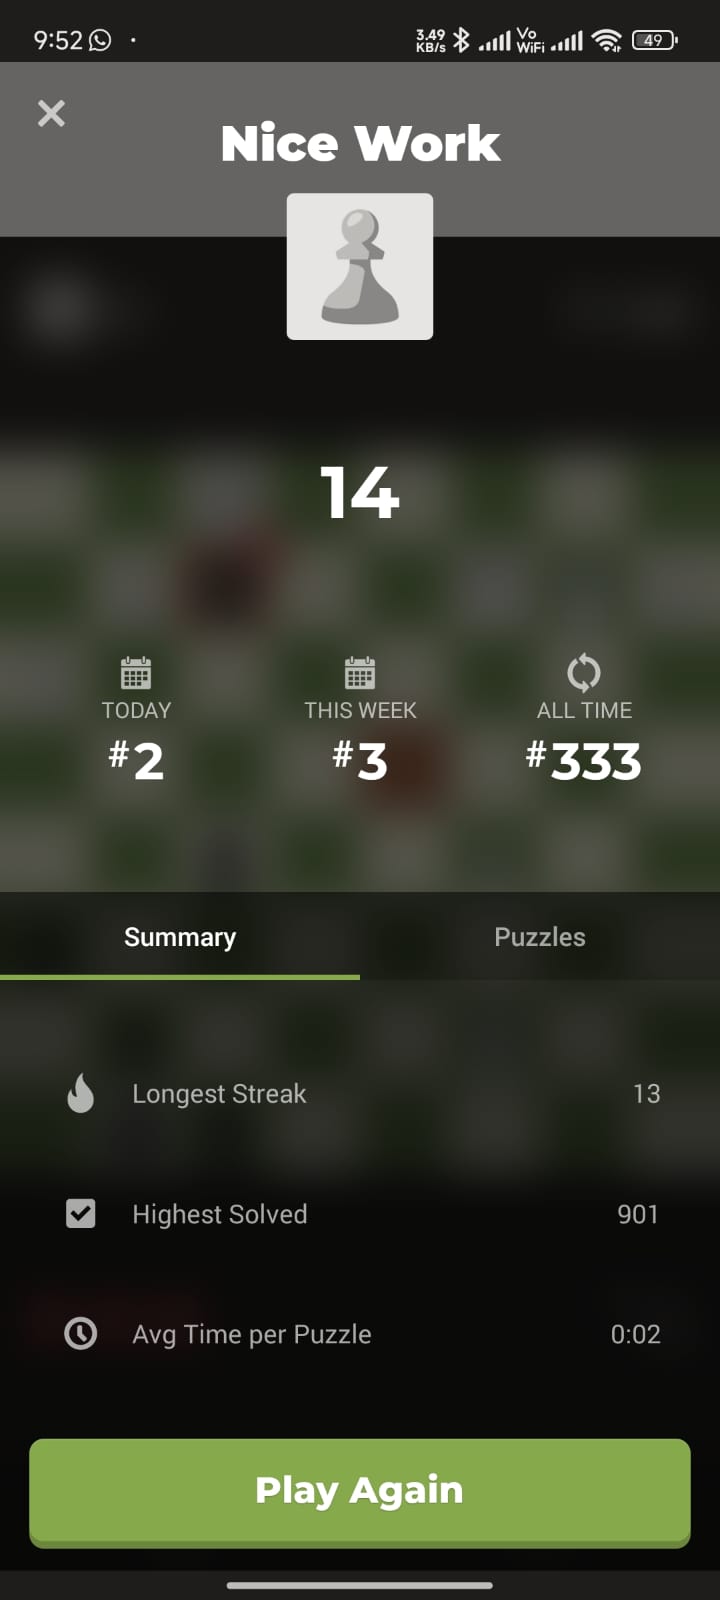 9:52
3.49 KB/s Vo WiFi 49
Nice Work
14
TODAY THIS WEEK ALL TIME
#2 #3 #333
Summary Puzzles
Longest Streak 13
Highest Solved 901
Avg Time per Puzzle 0:02
Play Again